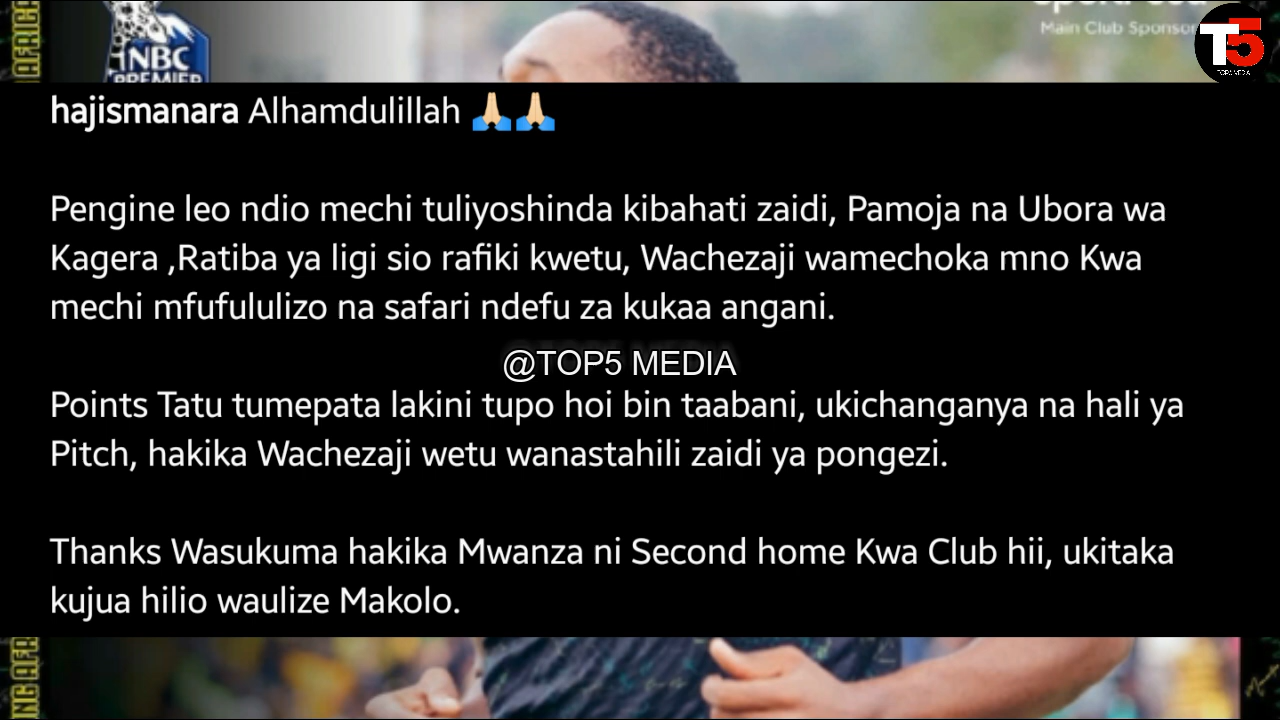 AFRICA
NBC
PREMIER
Main Club Sponsor
T5
hajismanara Alhamdulillah 🙏🏻🙏🏻
Pengine leo ndio mechi tuliyoshinda kibahati zaidi, Pamoja na Ubora wa
Kagera ,Ratiba ya ligi sio rafiki kwetu, Wachezaji wamechoka mno Kwa
mechi mfufululizo na safari ndefu za kukaa angani.
@TOP5 MEDIA
Points Tatu tumepata lakini tupo hoi bin taabani, ukichanganya na hali ya
Pitch, hakika Wachezaji wetu wanastahili zaidi ya pongezi.
Thanks Wasukuma hakika Mwanza ni Second home Kwa Club hii, ukitaka
kujua hilio waulize Makolo.
NG AFR